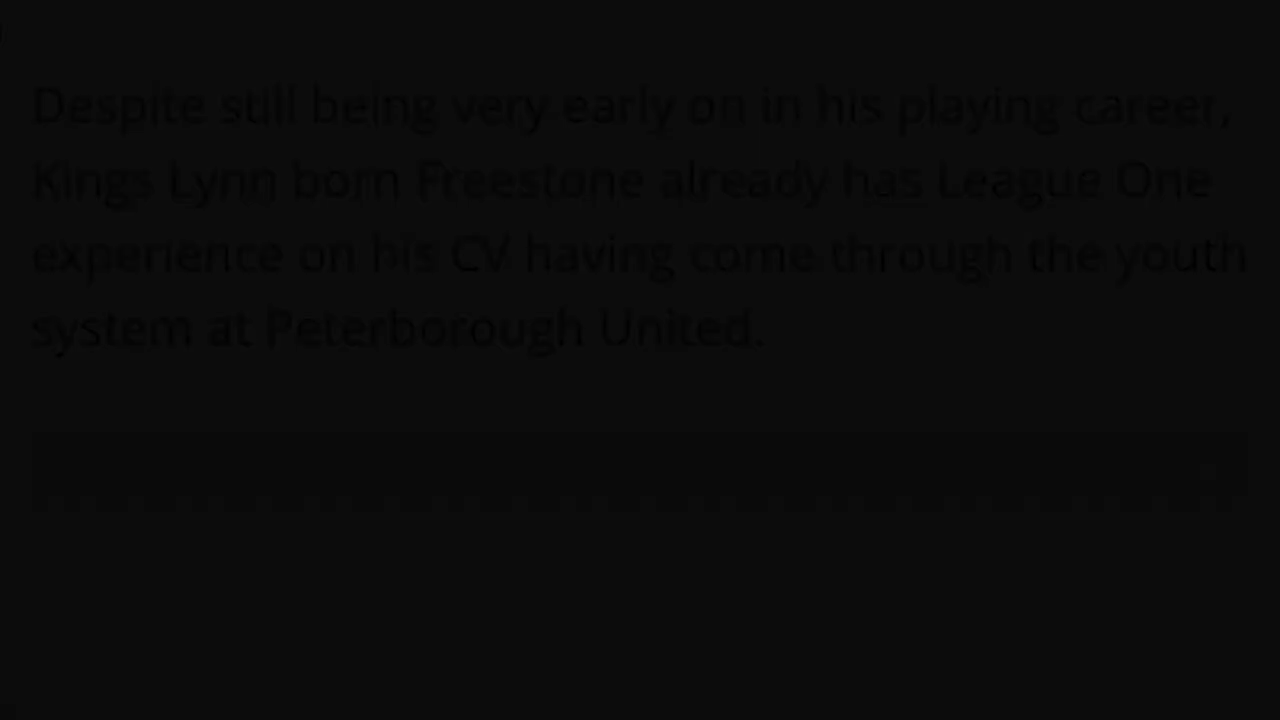 Despite still being very early on in his playing career,
Kings Lynn born Freestone already has League One
experience on his CV having come through the youth
system at Peterborough United.